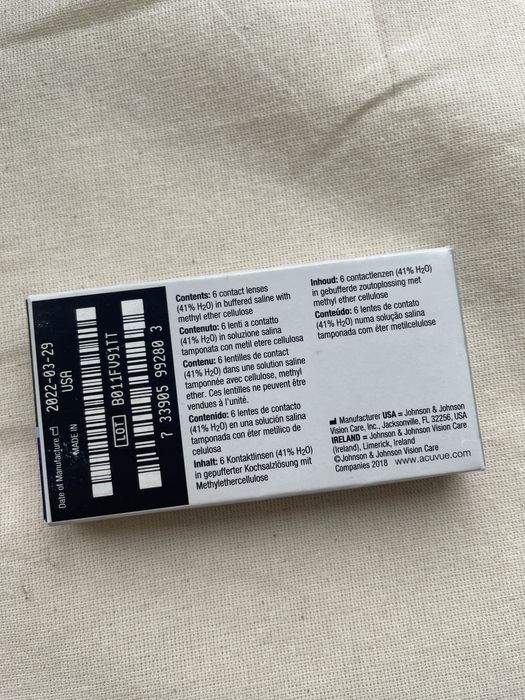 Date of Manufacture 2022-03-29
MADE IN USA
LOT B011FV91TT
7 33905 99280 3
Contents: 6 contact lenses
(41% H2O) in buffered saline with
methyl ether cellulose
Contenuto: 6 lenti a contatto
(41% H2O) in soluzione salina
tamponata con metil etere cellulosa
Contenu: 6 lentilles de contact
(41% H2O) dans une solution saline
tamponnée avec cellulose, methyl
ether. Ces lentilles ne peuvent être
vendues à l'unité.
Contenido: 6 lentes de contacto
(41% H2O) en una solución salina
tamponada con éter metílico de
celulosa
Inhalt: 6 Kontaktlinsen (41% H2O)
in gepufferter Kochsalzlösung mit
Methylethercellulose
Inhoud: 6 contactlenzen (41% H2O)
in gebufferde zoutoplossing met
methyl ether cellulose
Conteúdo: 6 lentes de contato
(41% H2O) numa solução salina
tamponada com éter metilcelulose
Manufacturer USA = Johnson & Johnson
Vision Care, Inc., Jacksonville, FL 32256, USA
IRELAND = Johnson & Johnson Vision Care
(Ireland), Limerick, Ireland
©Johnson & Johnson Vision Care
Companies 2018 www.acuvue.com